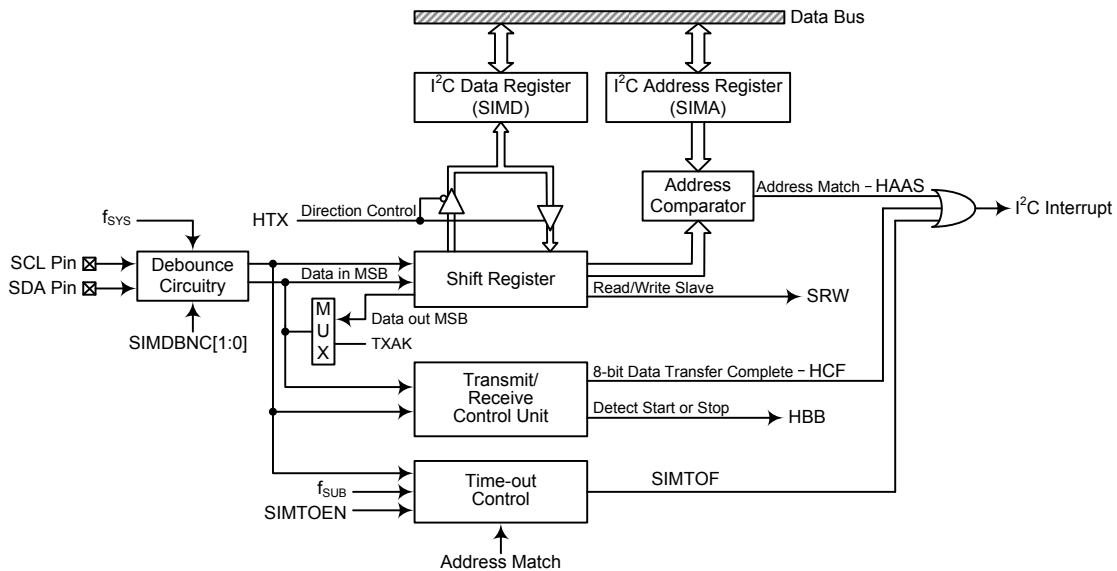 Data Bus
I²C Data Register
(SIMD)
I²C Address Register
(SIMA)
Address
Comparator
Address Match – HAAS
I²C Interrupt
HTX
Direction Control
fSYS
SCL Pin
SDA Pin
Debounce
Circuitry
SIMDBNC[1:0]
Data in MSB
Shift Register
Read/Write Slave
SRW
M
U
X
Data out MSB
TXAK
Transmit/
Receive
Control Unit
8-bit Data Transfer Complete – HCF
Detect Start or Stop
HBB
Time-out
Control
SIMTOF
fSUB
SIMTOEN
Address Match